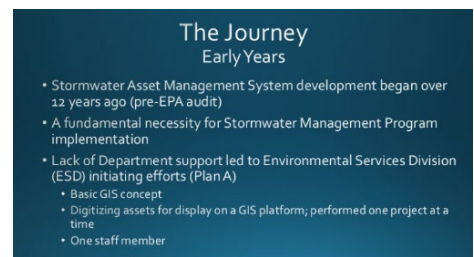 The Journey
Early Years
• Stormwater Asset Management System development began over
12 years ago (pre-EPA audit)
• A fundamental necessity for Stormwater Management Program
implementation
• Lack of Department support led to Environmental Services Division
(ESD) initiating efforts (Plan A)
• Basic GIS concept
• Digitizing assets for display on a GIS platform; performed one project at a
time
• One staff member